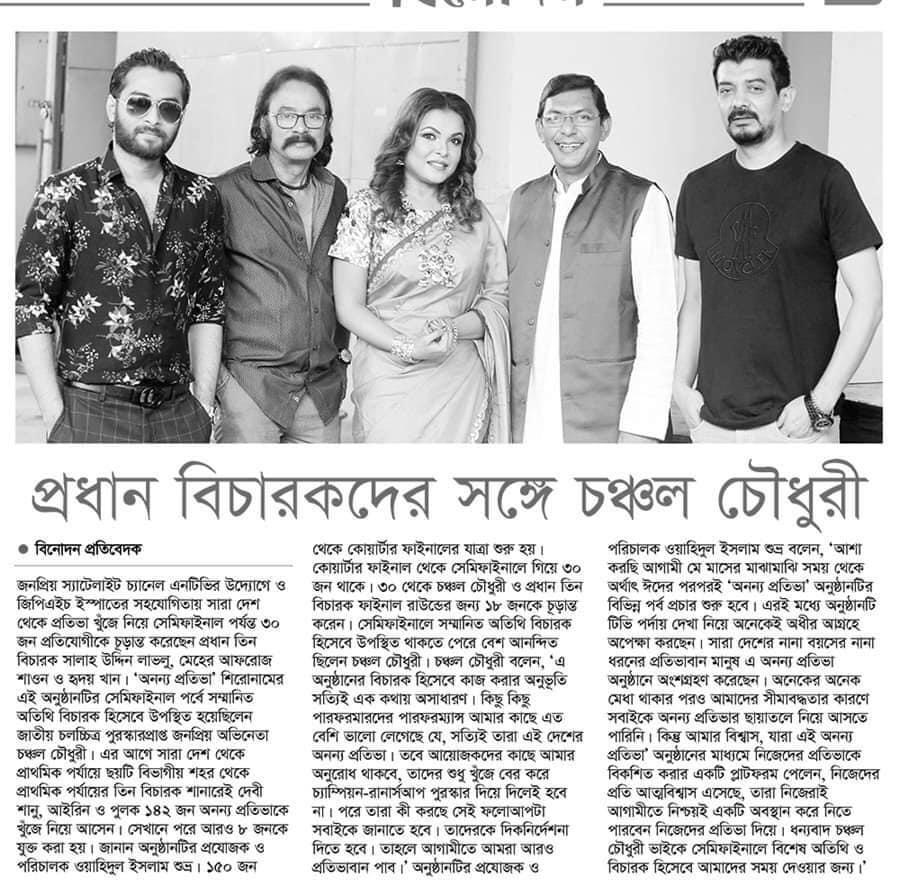 বিনোদন
প্রধান বিচারকদের সঙ্গে চঞ্চল চৌধুরী
● বিনোদন প্রতিবেদক
জনপ্রিয় স্যাটেলাইট চ্যানেল এনটিভির উদ্যোগে ও
জিপিএইচ ইস্পাতের সহযোগিতায় সারা দেশ
থেকে প্রতিভা খুঁজে নিয়ে সেমিফাইনাল পর্যন্ত ৩০
জন প্রতিযোগীকে চূড়ান্ত করেছেন প্রধান তিন
বিচারক সালাহ উদ্দিন লাভলু, মেহের আফরোজ
শাওন ও হৃদয় খান। ‘অনন্য প্রতিভা’ শিরোনামের
এই অনুষ্ঠানটির সেমিফাইনাল পর্বে সম্মানিত
অতিথি বিচারক হিসেবে উপস্থিত হয়েছিলেন
জাতীয় চলচ্চিত্র পুরস্কারপ্রাপ্ত জনপ্রিয় অভিনেতা
চঞ্চল চৌধুরী। এর আগে সারা দেশ থেকে
প্রাথমিক পর্যায়ে ছয়টি বিভাগীয় শহর থেকে
প্রাথমিক পর্যায়ের তিন বিচারক শানারেই দেবী
শানু, আইরিন ও পুলক ১৪২ জন অনন্য প্রতিভাকে
খুঁজে নিয়ে আসেন। সেখানে পরে আরও ৮ জনকে
যুক্ত করা হয়। জানান অনুষ্ঠানটির প্রযোজক ও
পরিচালক ওয়াহিদুল ইসলাম শুভ্র। ১৫০ জন
থেকে কোয়ার্টার ফাইনালের যাত্রা শুরু হয়।
কোয়ার্টার ফাইনাল থেকে সেমিফাইনালে গিয়ে ৩০
জন থাকে। ৩০ থেকে চঞ্চল চৌধুরী ও প্রধান তিন
বিচারক ফাইনাল রাউন্ডের জন্য ১৮ জনকে চূড়ান্ত
করেন। সেমিফাইনালে সম্মানিত অতিথি বিচারক
হিসেবে উপস্থিত থাকতে পেরে বেশ আনন্দিত
ছিলেন চঞ্চল চৌধুরী। চঞ্চল চৌধুরী বলেন, ‘এ
অনুষ্ঠানের বিচারক হিসেবে কাজ করার অনুভূতি
সত্যিই এক কথায় অসাধারণ। কিছু কিছু
পারফরমারদের পারফরম্যান্স আমার কাছে এত
বেশি ভালো লেগেছে যে, সত্যিই তারা এই দেশের
অনন্য প্রতিভা। তবে আয়োজকদের কাছে আমার
অনুরোধ থাকবে, তাদের শুধু খুঁজে বের করে
চ্যাম্পিয়ন-রানার্সআপ পুরস্কার দিয়ে দিলেই হবে
না। পরে তারা কী করছে সেই ফলোআপটা
সবাইকে জানাতে হবে। তাদেরকে দিকনির্দেশনা
দিতে হবে। তাহলে আগামীতে আমরা আরও
প্রতিভাবান পাব।’ অনুষ্ঠানটির প্রযোজক ও
পরিচালক ওয়াহিদুল ইসলাম শুভ্র বলেন, ‘আশা
করছি আগামী মে মাসের মাঝামাঝি সময় থেকে
অর্থাৎ ঈদের পরপরই ‘অনন্য প্রতিভা’ অনুষ্ঠানটির
বিভিন্ন পর্ব প্রচার শুরু হবে। এরই মধ্যে অনুষ্ঠানটি
টিভি পর্দায় দেখা নিয়ে অনেকেই অধীর আগ্রহে
অপেক্ষা করছেন। সারা দেশের নানা বয়সের নানা
ধরনের প্রতিভাবান মানুষ এ অনন্য প্রতিভা
অনুষ্ঠানে অংশগ্রহণ করেছেন। অনেকের অনেক
মেধা থাকার পরও আমাদের সীমাবদ্ধতার কারণে
সবাইকে অনন্য প্রতিভার ছায়াতলে নিয়ে আসতে
পারিনি। কিন্তু আমার বিশ্বাস, যারা এই অনন্য
প্রতিভা’ অনুষ্ঠানের মাধ্যমে নিজেদের প্রতিভাকে
বিকশিত করার একটি প্লাটফরম পেলেন, নিজেদের
প্রতি আত্মবিশ্বাস এসেছে, তারা নিজেরাই
আগামীতে নিশ্চয়ই একটি অবস্থান করে নিতে
পারবেন নিজেদের প্রতিভা দিয়ে। ধন্যবাদ চঞ্চল
চৌধুরী ভাইকে সেমিফাইনালে বিশেষ অতিথি ও
বিচারক হিসেবে আমাদের সময় দেওয়ার জন্য।’